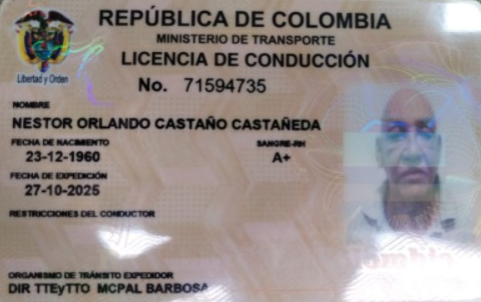 REPÚBLICA DE COLOMBIA
MINISTERIO DE TRANSPORTE
LICENCIA DE CONDUCCIÓN
Libertad y Orden
No. 71594735
NOMBRE
NESTOR ORLANDO CASTAÑO CASTAÑEDA
FECHA DE NACIMIENTO SANGRE-RH
23-12-1960 A+
FECHA DE EXPEDICIÓN
27-10-2025
RESTRICCIONES DEL CONDUCTOR
ORGANISMO DE TRÁNSITO EXPEDIDOR
DIR TTEyTTO MCPAL BARBOSA